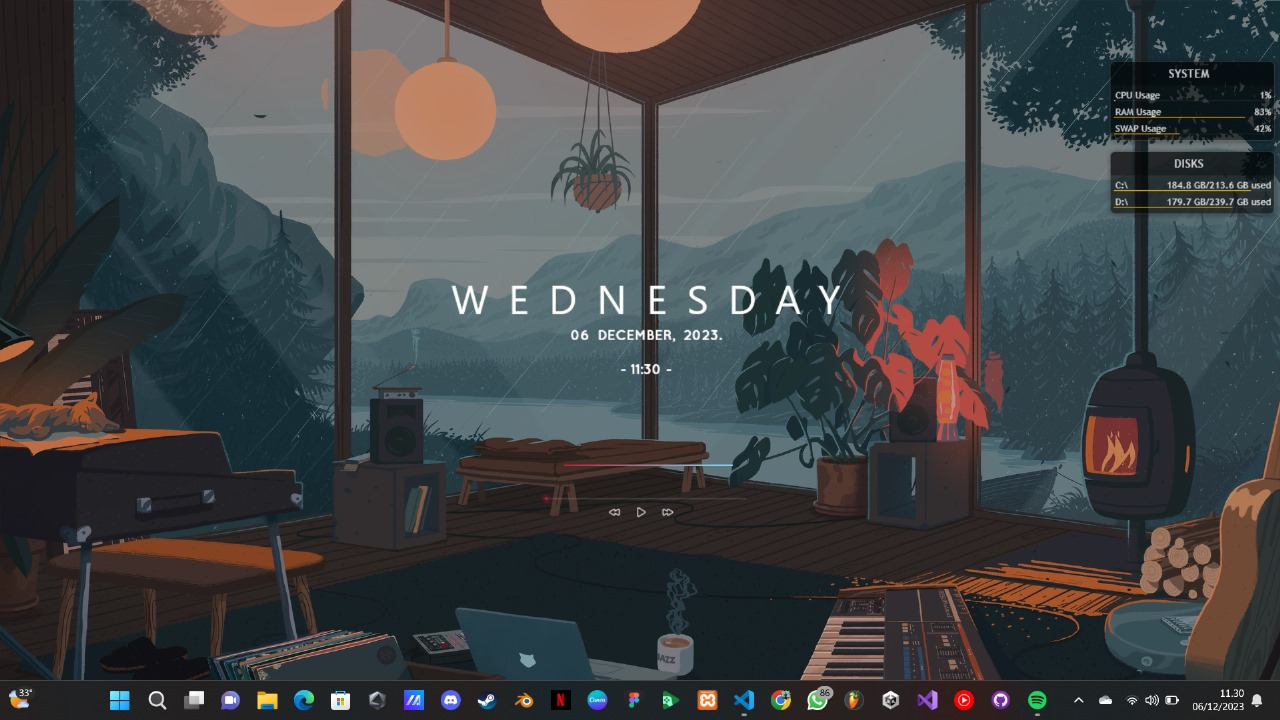 SYSTEM
CPU Usage 1%
RAM Usage 83%
SWAP Usage 42%
DISKS
C:\ 184.8 GB/213.6 GB used
D:\ 179.7 GB/239.7 GB used
WEDNESDAY
06 DECEMBER, 2023.
- 11:30 -
JAZZ
33°
N
Canva
86
11.30
06/12/2023